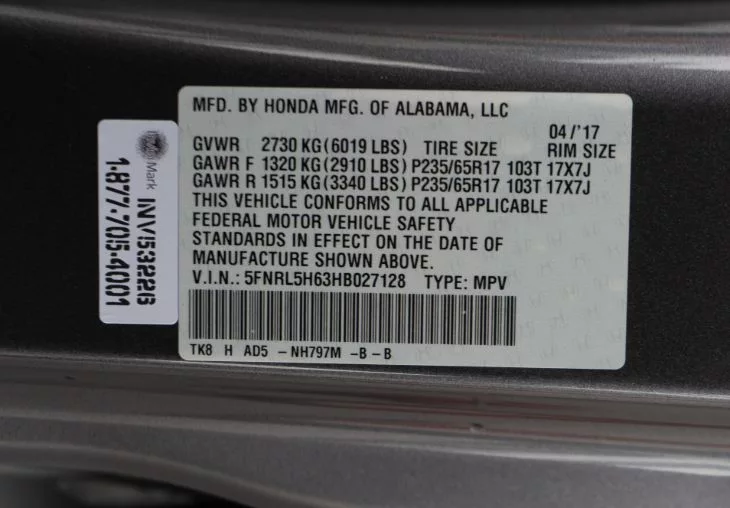 MFD. BY HONDA MFG. OF ALABAMA, LLC
04/'17
GVWR 2730 KG(6019 LBS) TIRE SIZE RIM SIZE
GAWR F 1320 KG(2910 LBS) P235/65R17 103T 17X7J
GAWR R 1515 KG(3340 LBS) P235/65R17 103T 17X7J
THIS VEHICLE CONFORMS TO ALL APPLICABLE
FEDERAL MOTOR VEHICLE SAFETY
STANDARDS IN EFFECT ON THE DATE OF
MANUFACTURE SHOWN ABOVE.
V.I.N.: 5FNRL5H63HB027128 TYPE: MPV
TK8 H AD5 -NH797M -B -B
Mark INV153226
1-877-705-4001